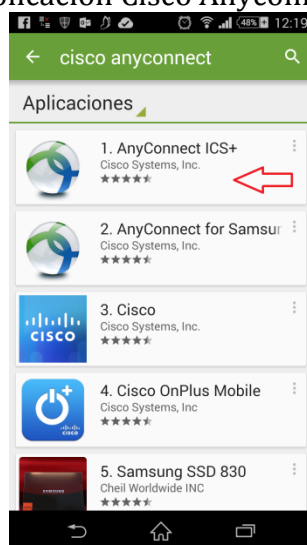 48% 12:19
cisco anyconnect
Aplicaciones
1. AnyConnect ICS+
Cisco Systems, Inc.
2. AnyConnect for Samsur
Cisco Systems, Inc.
CISCO
3. Cisco
Cisco Systems, Inc.
CISCO
4. Cisco OnPlus Mobile
Cisco Systems, Inc
SAMSUNG
5. Samsung SSD 830
Cheil Worldwide INC